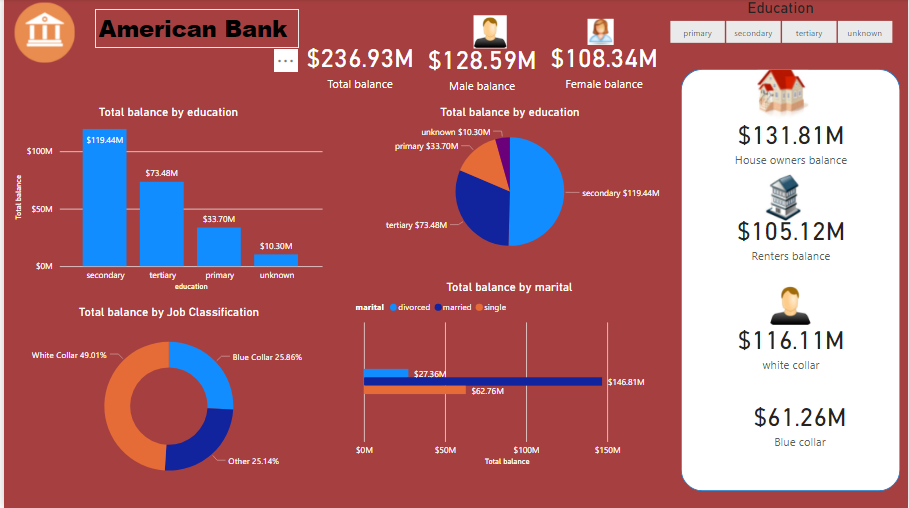 American Bank
...
$236.93M
Total balance
$128.59M
Male balance
$108.34M
Female balance
Education
primary
secondary
tertiary
unknown
Total balance by education
Total balance
$100M
$50M
$0M
$119.44M
$73.48M
$33.70M
$10.30M
secondary
tertiary
primary
unknown
education
Total balance by education
unknown $10.30M
primary $33.70M
secondary $119.44M
tertiary $73.48M
$131.81M
House owners balance
$105.12M
Renters balance
$116.11M
white collar
$61.26M
Blue collar
Total balance by Job Classification
White Collar 49.01%
Blue Collar 25.86%
Other 25.14%
Total balance by marital
marital divorced married single
$27.36M
$146.81M
$62.76M
$0M
$50M
$100M
$150M
Total balance